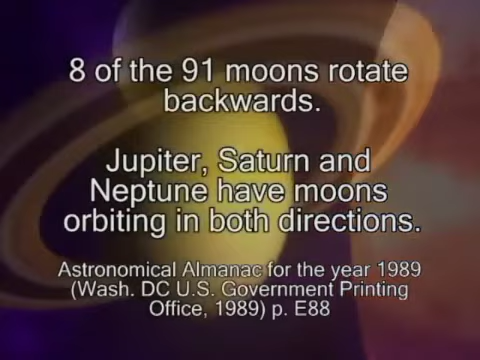 8 of the 91 moons rotate
backwards.
Jupiter, Saturn and
Neptune have moons
orbiting in both directions.
Astronomical Almanac for the year 1989
(Wash. DC U.S. Government Printing
Office, 1989) p. E88